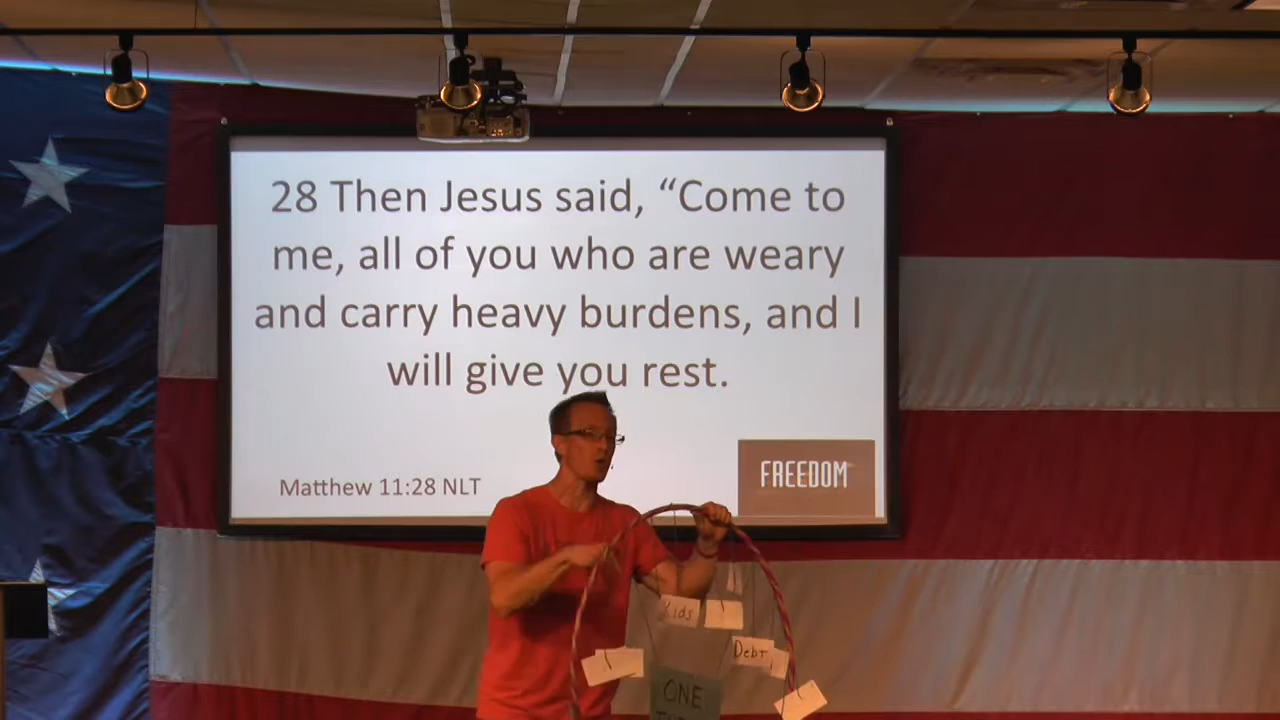 28 Then Jesus said, “Come to
me, all of you who are weary
and carry heavy burdens, and I
will give you rest.
Matthew 11:28 NLT
FREEDOM
Kids
Debt
ONE